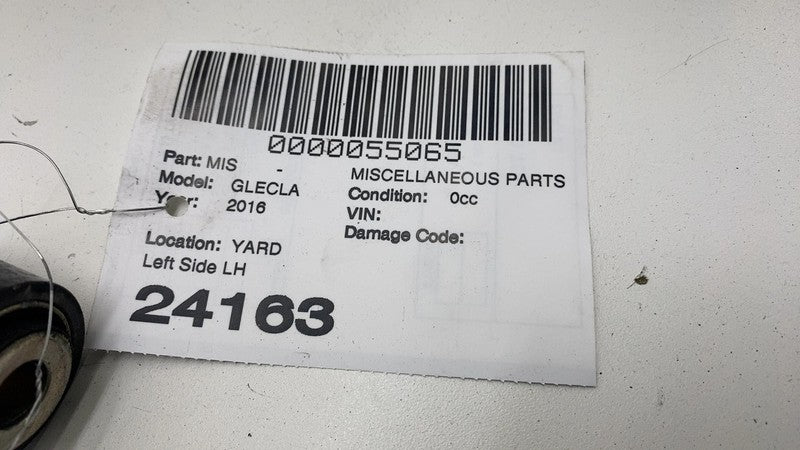 0000055065
Part: MIS - MISCELLANEOUS PARTS
Model: GLECLA Condition: 0cc
Year: 2016 VIN:
Damage Code:
Location: YARD
Left Side LH
24163